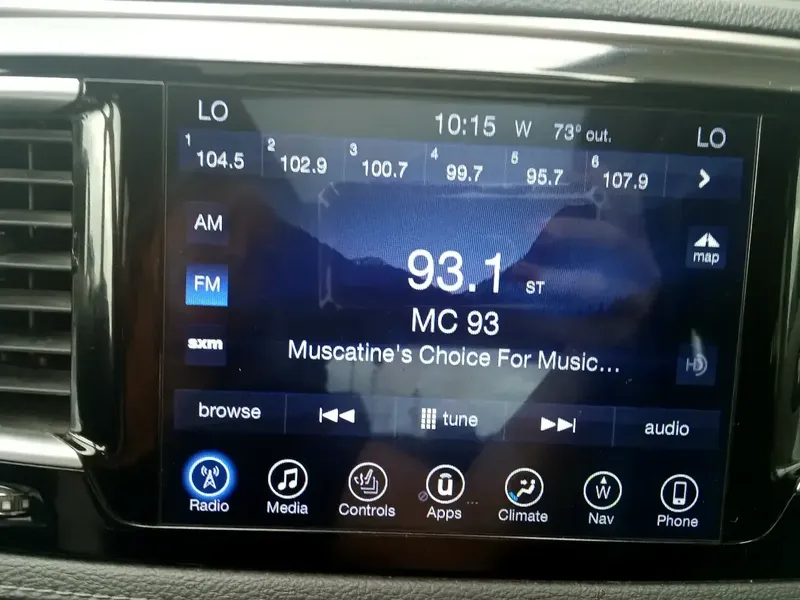 LO
10:15 W 73° out.
LO
1 104.5 2 102.9 3 100.7 4 99.7 5 95.7 6 107.9 >
AM
FM
sxm
map
93.1 ST
MC 93
Muscatine's Choice For Music...
HD
browse tune audio
Radio Media Controls Apps Climate Nav Phone
U W